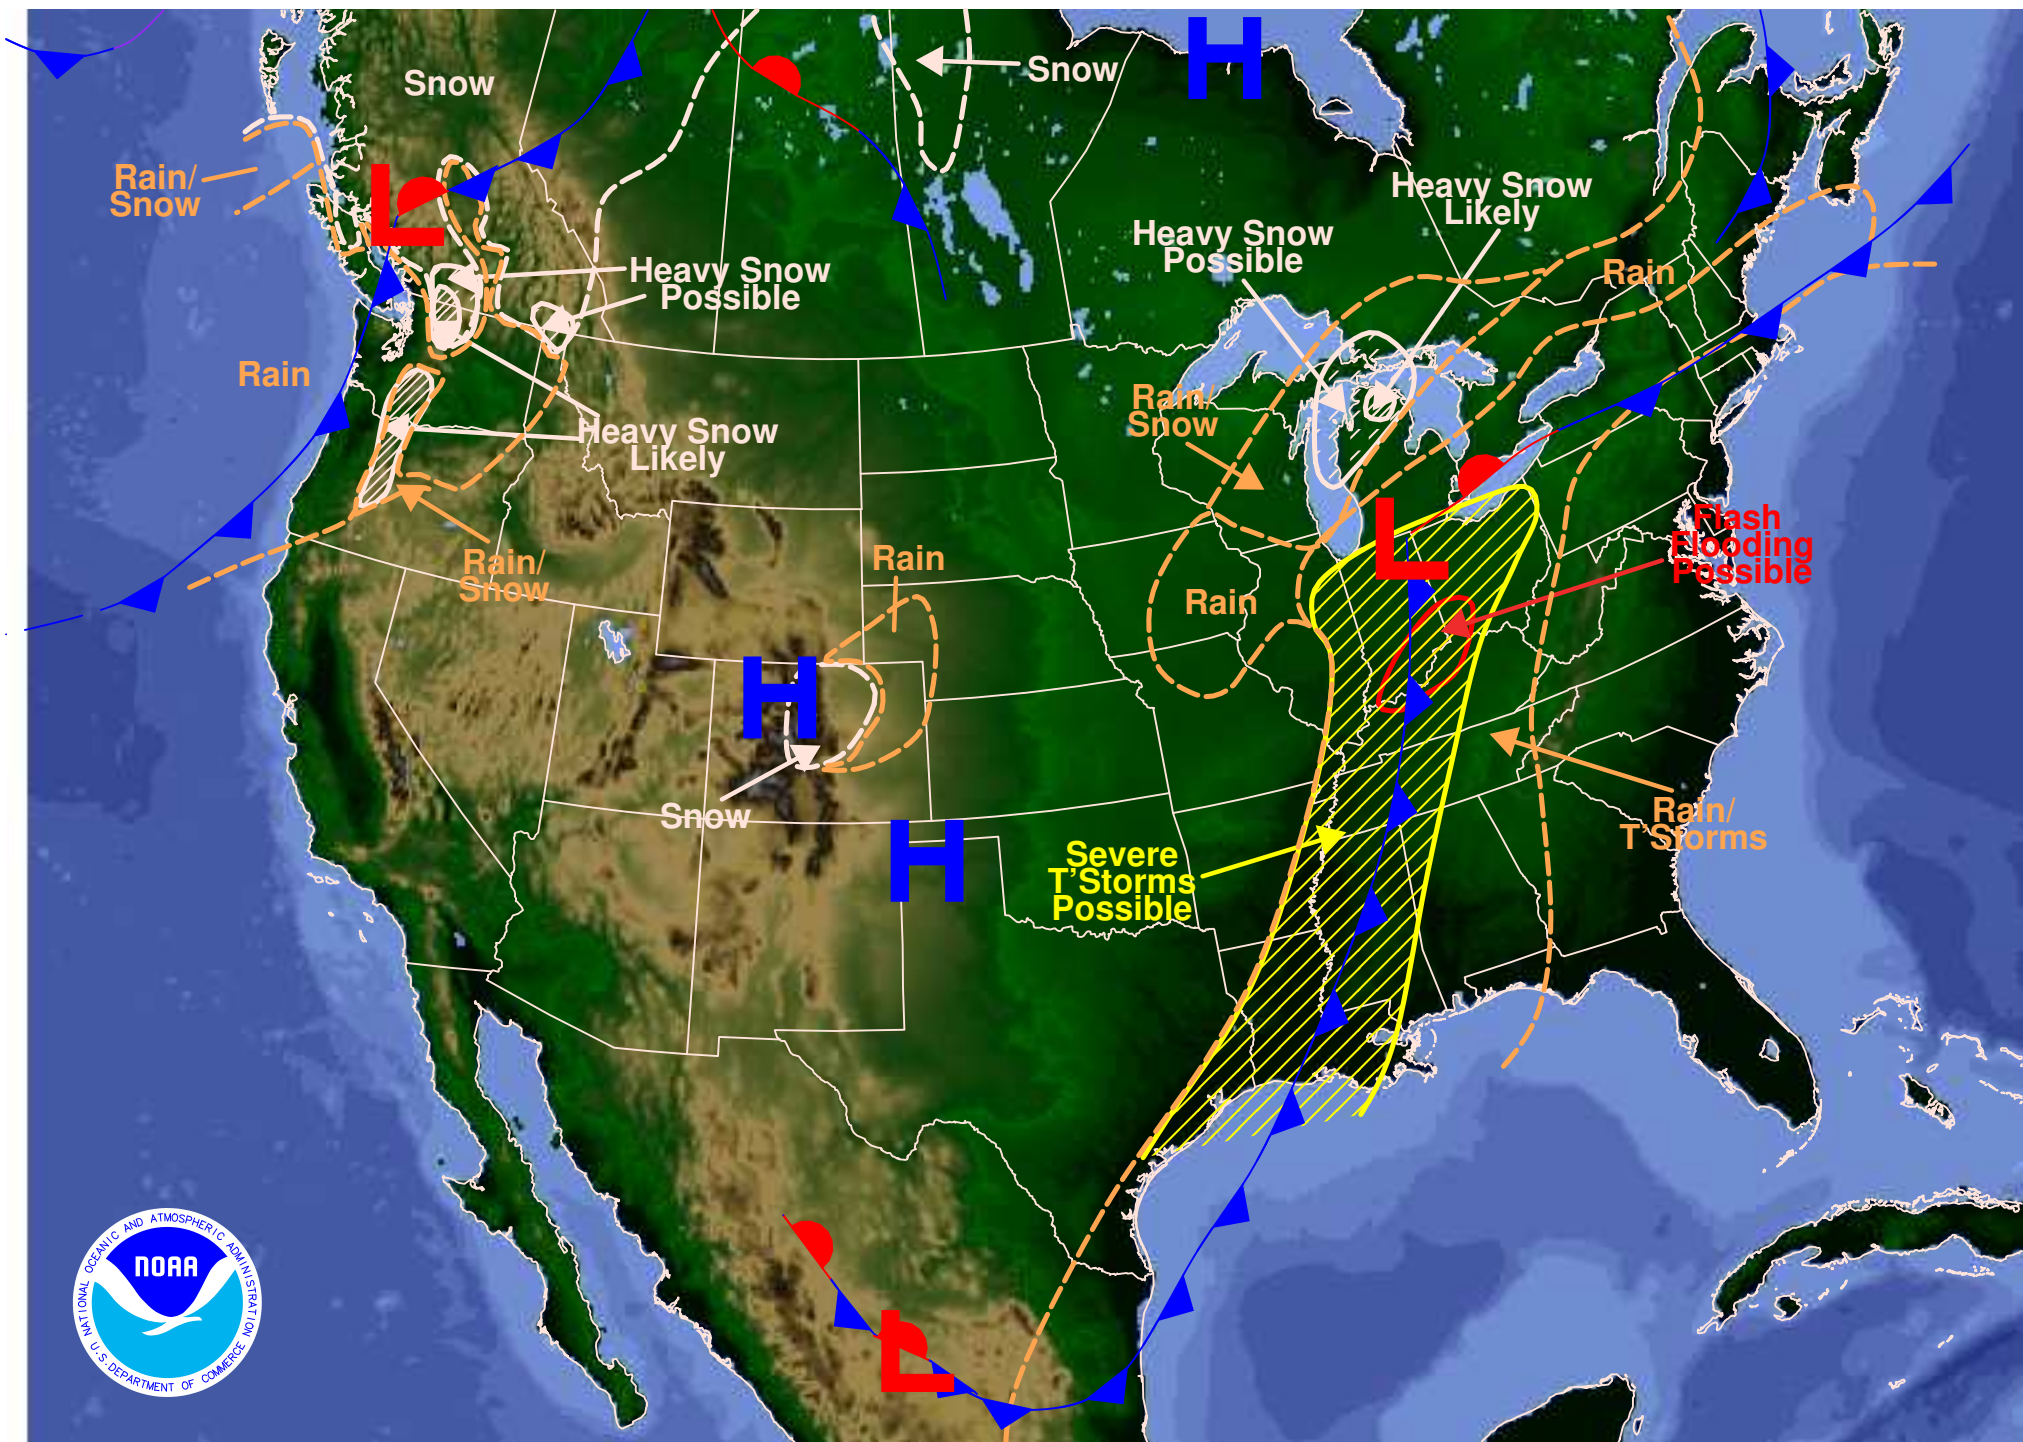 H
Snow
Snow
Rain/
Snow
L
Heavy Snow
Likely
Heavy Snow
Possible
Heavy Snow
Possible
Rain
Rain
Rain/
Snow
Heavy Snow
Likely
L
Flash
Flooding
Possible
Rain/
Snow
Rain
Rain
H
Snow
H
Rain/
T'Storms
Severe
T'Storms
Possible
L
NATIONAL OCEANIC AND ATMOSPHERIC ADMINISTRATION
NOAA
U.S. DEPARTMENT OF COMMERCE